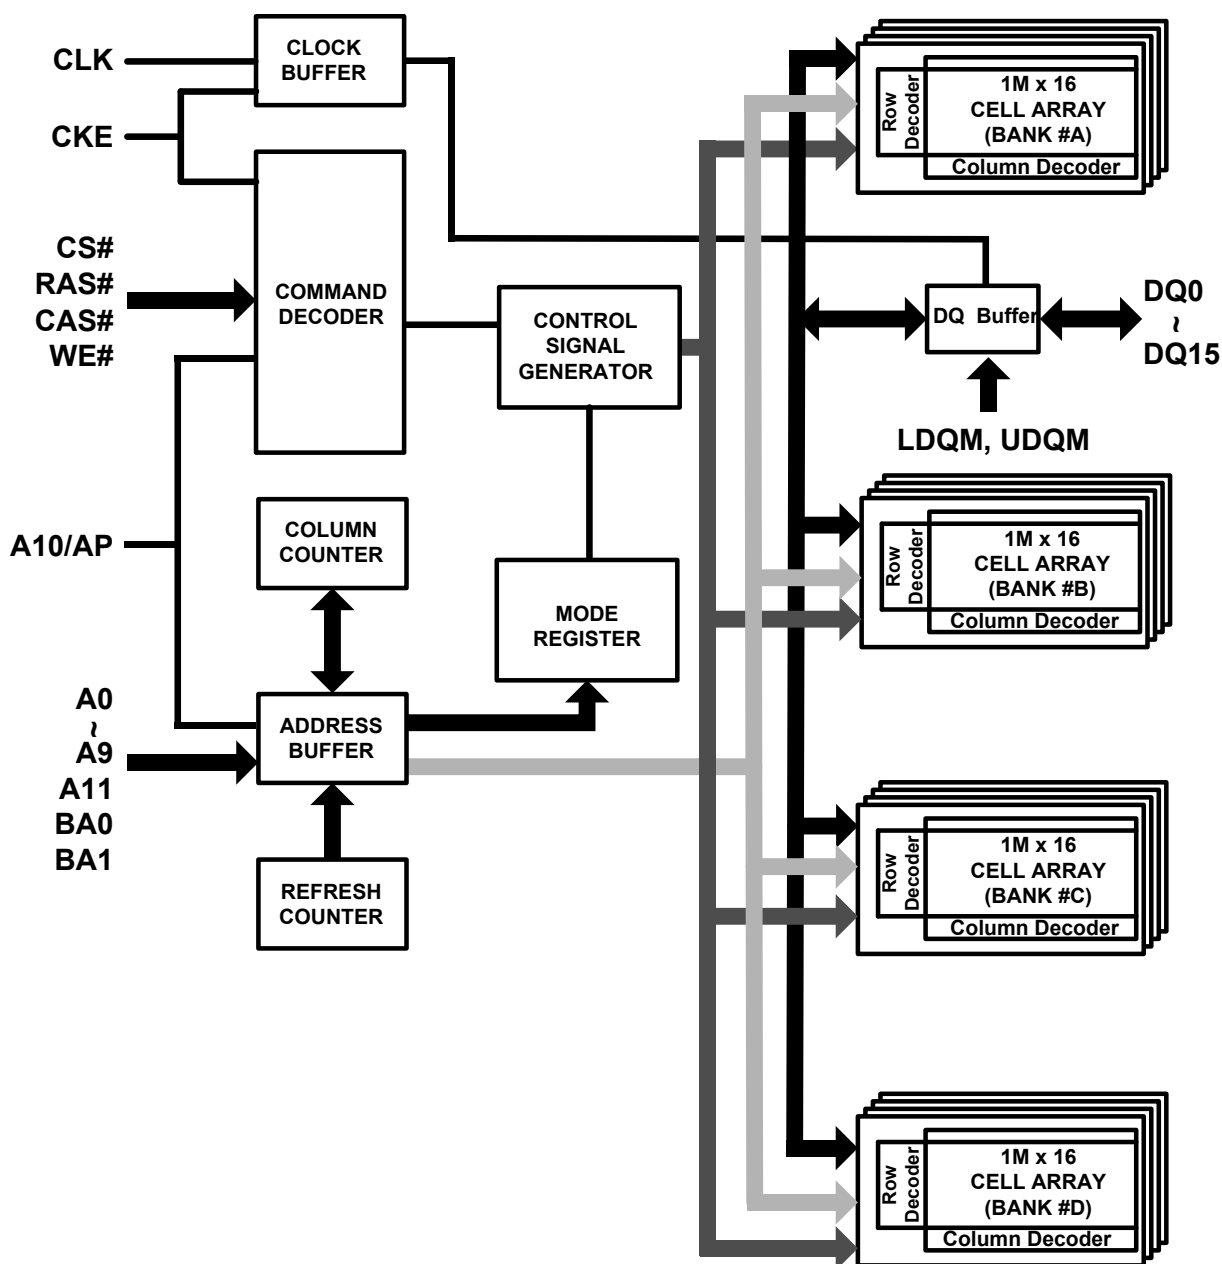 CLK
CKE
CLOCK
BUFFER
CS#
RAS#
CAS#
WE#
COMMAND
DECODER
CONTROL
SIGNAL
GENERATOR
A10/AP
COLUMN
COUNTER
MODE
REGISTER
A0
~
A9
A11
BA0
BA1
ADDRESS
BUFFER
REFRESH
COUNTER
Row
Decoder
1M x 16
CELL ARRAY
(BANK #A)
Column Decoder
DQ Buffer
DQ0
~
DQ15
LDQM, UDQM
Row
Decoder
1M x 16
CELL ARRAY
(BANK #B)
Column Decoder
Row
Decoder
1M x 16
CELL ARRAY
(BANK #C)
Column Decoder
Row
Decoder
1M x 16
CELL ARRAY
(BANK #D)
Column Decoder